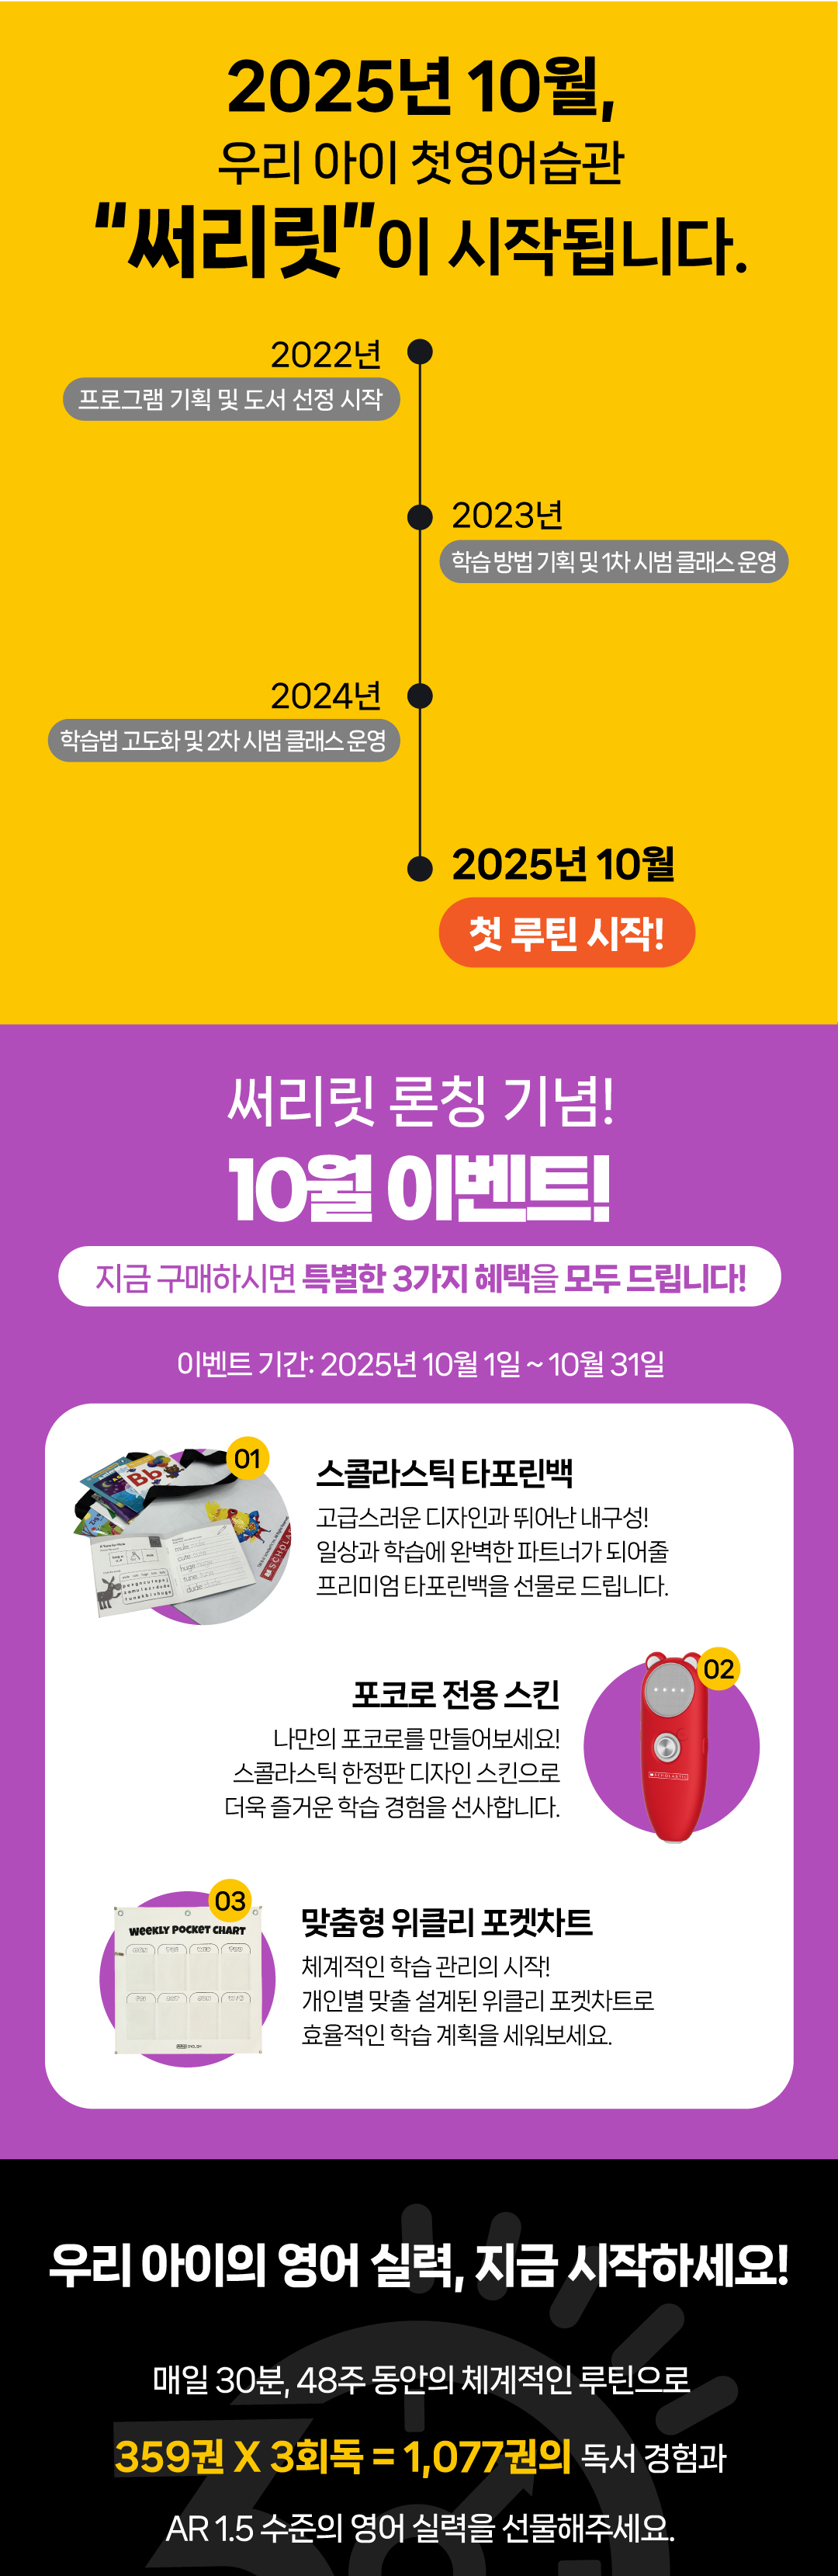 2025년 10월,
우리 아이 첫영어습관
"써리릿"이 시작됩니다.
2022년
프로그램 기획 및 도서 선정 시작
2023년
학습 방법 기획 및 1차 시범 클래스 운영
2024년
학습법 고도화 및 2차 시범 클래스 운영
2025년 10월
첫 루틴 시작!
써리릿 론칭 기념!
10월 이벤트!
지금 구매하시면 특별한 3가지 혜택을 모두 드립니다!
이벤트 기간: 2025년 10월 1일 ~ 10월 31일
01
Bb
mule
cute
huge
tune
dude
SCHOLA
스콜라스틱 타포린백
고급스러운 디자인과 뛰어난 내구성!
일상과 학습에 완벽한 파트너가 되어줄
프리미엄 타포린백을 선물로 드립니다.
02
SCHOLASTIC
포코로 전용 스킨
나만의 포코로를 만들어보세요!
스콜라스틱 한정판 디자인 스킨으로
더욱 즐거운 학습 경험을 선사합니다.
03
WEEKLY POCKET CHART
맞춤형 위클리 포켓차트
체계적인 학습 관리의 시작!
개인별 맞출 설계된 위클리 포켓차트로
효율적인 학습 계획을 세워보세요.
우리 아이의 영어 실력, 지금 시작하세요!
매일 30분, 48주 동안의 체계적인 루틴으로
359권 X 3회독 = 1,077권의 독서 경험과
AR 1.5 수준의 영어 실력을 선물해주세요.